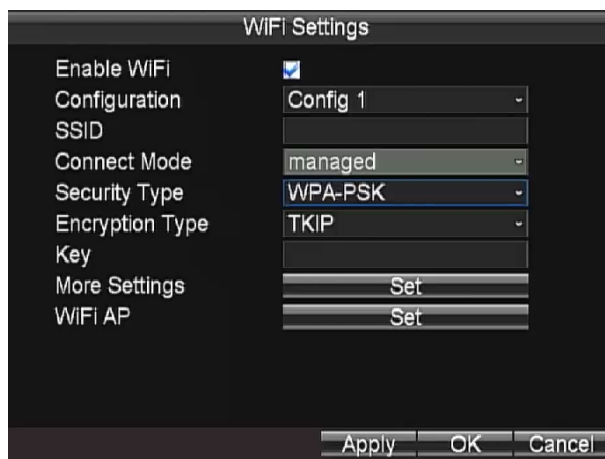 WiFi Settings
Enable WiFi
Configuration Config 1
SSID
Connect Mode managed
Security Type WPA-PSK
Encryption Type TKIP
Key
More Settings Set
WiFi AP Set
Apply OK Cancel